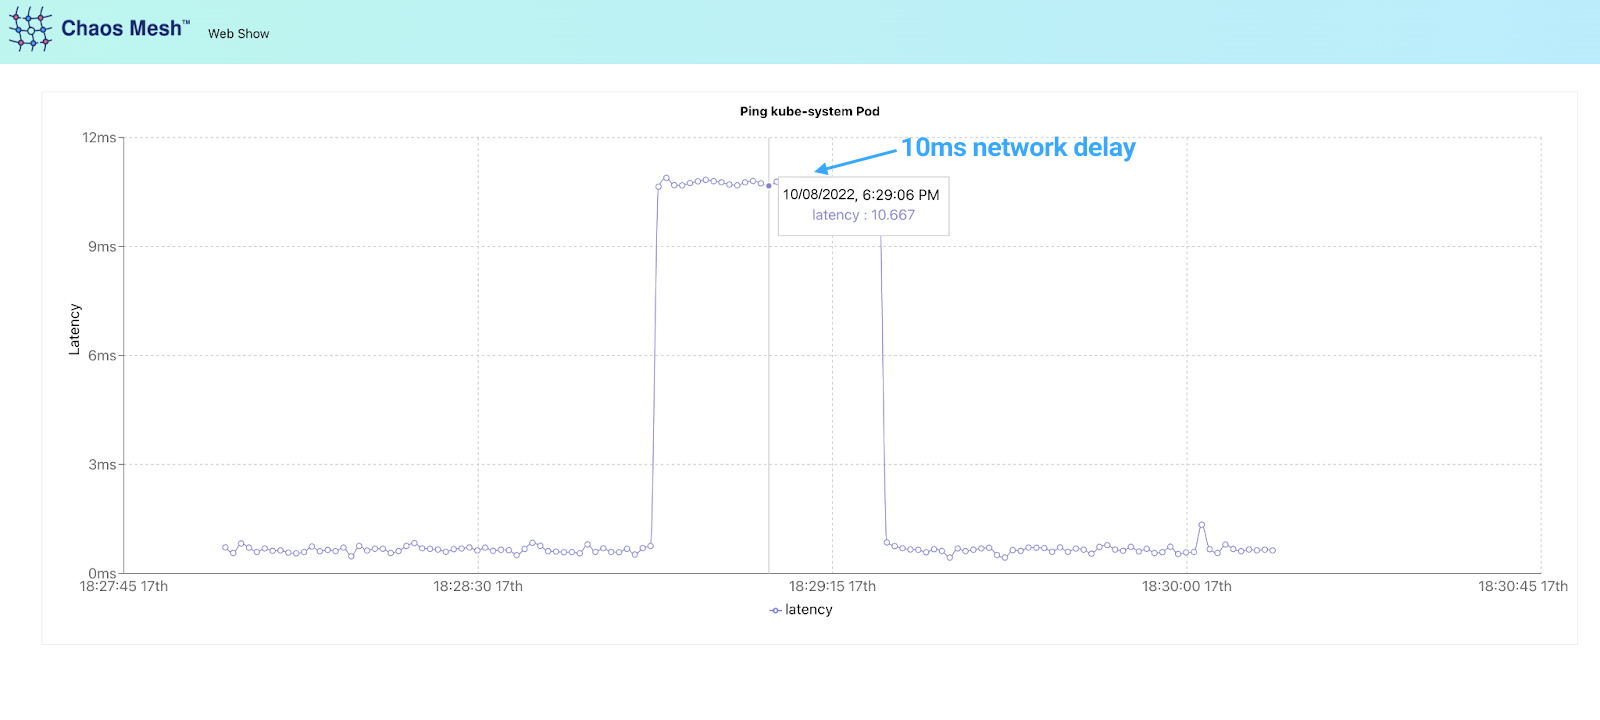 Chaos Mesh™
Web Show
Ping kube-system Pod
12ms
10ms network delay
10/08/2022, 6:29:06 PM
latency : 10.667
9ms
Latency
6ms
3ms
0ms
18:27:45 17th 18:28:30 17th 18:29:15 17th 18:30:00 17th 18:30:45 17th
latency